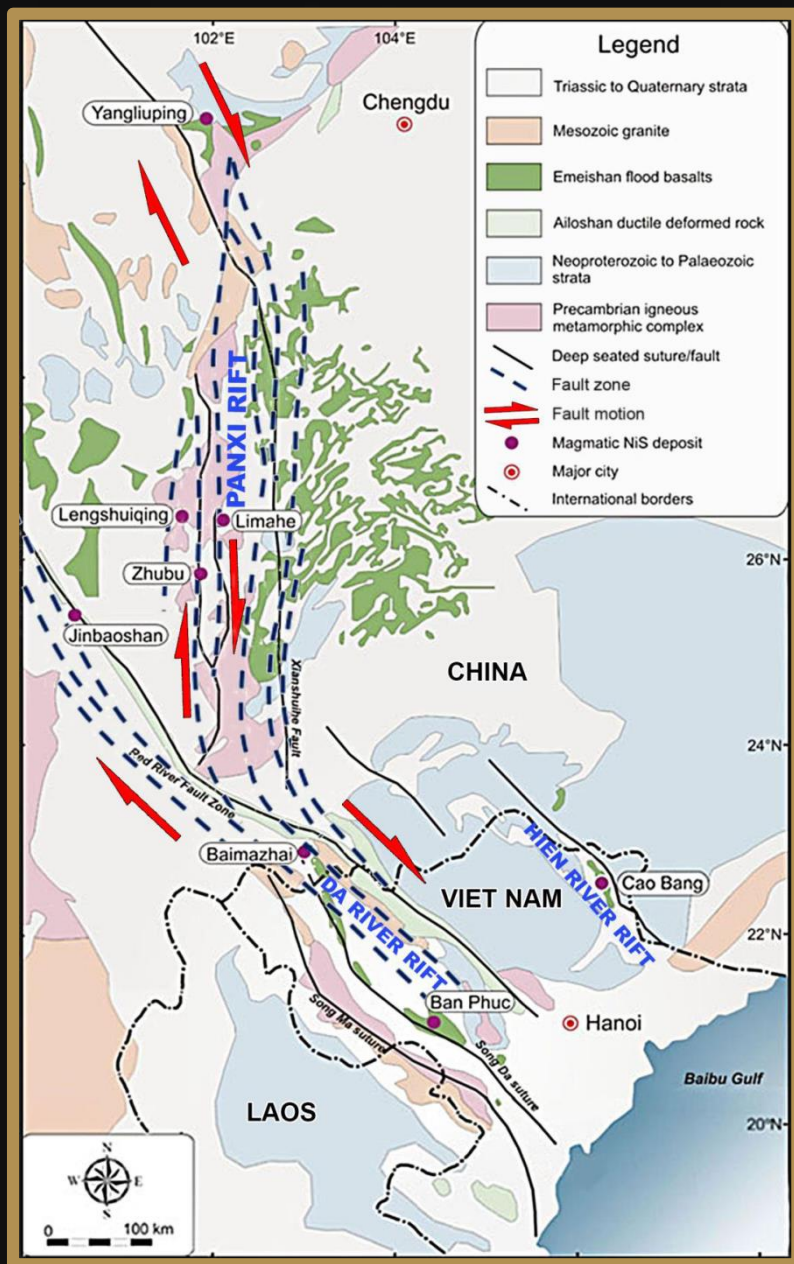 102°E
104°E
Yangliuping
Chengdu
Legend
Triassic to Quaternary strata
Mesozoic granite
Emeishan flood basalts
Ailoshan ductile deformed rock
Neoproterozoic to Palaeozoic
strata
Precambrian igneous
metamorphic complex
Deep seated suture/fault
Fault zone
Fault motion
Magmatic NiS deposit
Major city
International borders
PANXI RIFT
Lengshuiqing
Limahe
Zhubu
26°N
Jinbaoshan
Xianshuihe Fault
CHINA
24°N
Red River Fault Zone
Baimazhai
DA RIVER RIFT
VIET NAM
HIEN RIVER RIFT
Cao Bang
22°N
Ban Phuc
Hanoi
Song Ma suture
Song Da suture
Baibu Gulf
LAOS
20°N
N
W
E
S
0
100 km